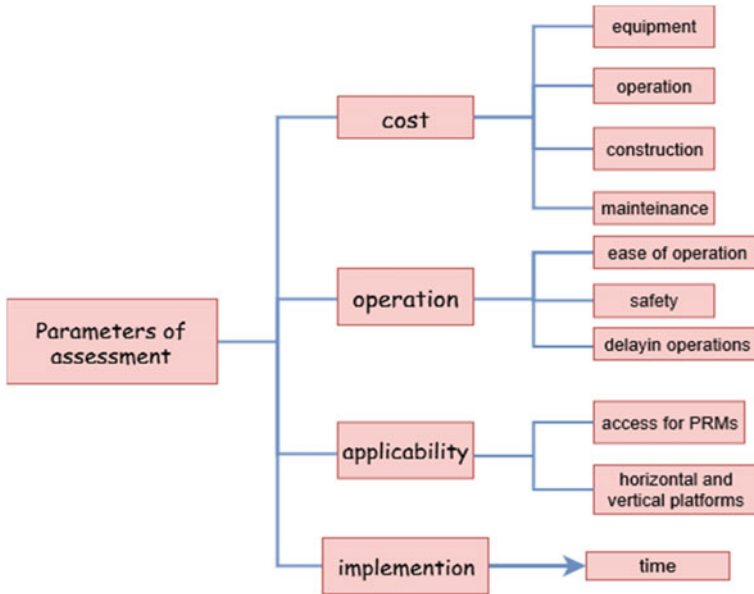 Parameters of
assessment
cost
equipment
operation
construction
mainteinance
operation
ease of operation
safety
delayin operations
applicability
access for PRMs
horizontal and
vertical platforms
implemention
time